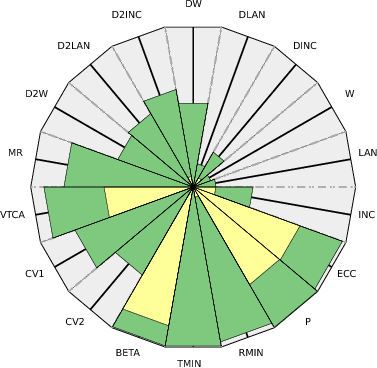 DW
D2INC
DLAN
D2LAN
DINC
D2W
W
MR
LAN
VTCA
INC
CV1
ECC
CV2
P
BETA
RMIN
TMIN